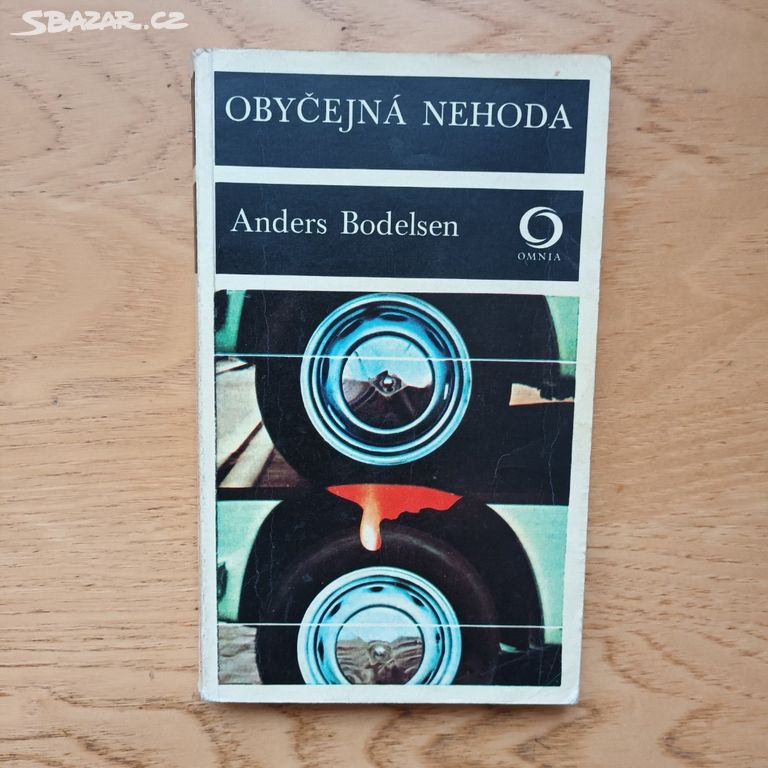 SBAZAR.CZ
OBYČEJNÁ NEHODA
Anders Bodelsen
OMNIA